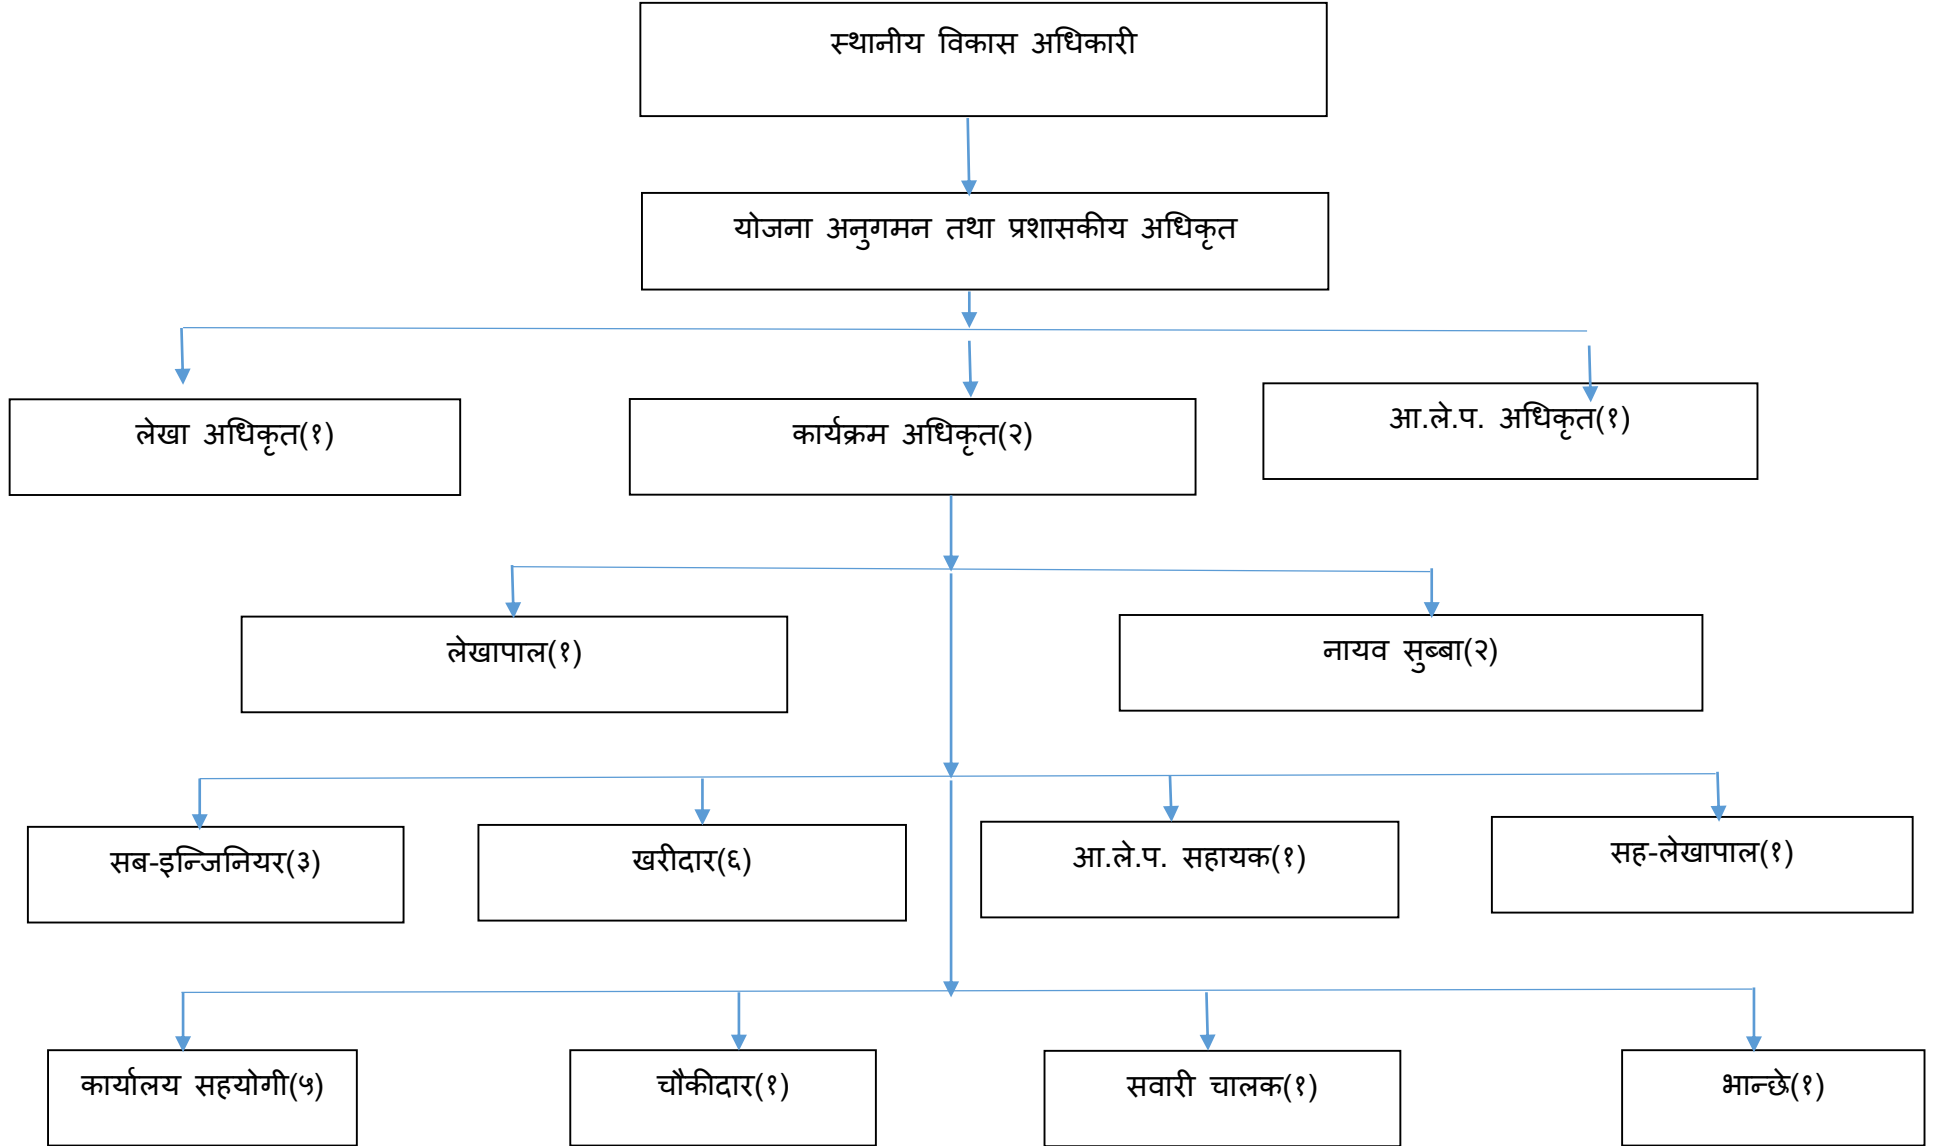 स्थानीय विकास अधिकारी
योजना अनुगमन तथा प्रशासकीय अधिकृत
लेखा अधिकृत(१)
कार्यक्रम अधिकृत(२)
आ.ले.प. अधिकृत(१)
लेखापाल(१)
नायव सुब्बा(२)
सब-इन्जिनियर(३)
खरीदार(६)
आ.ले.प. सहायक(१)
सह-लेखापाल(१)
कार्यालय सहयोगी(५)
चौकीदार(१)
सवारी चालक(१)
भान्छे(१)